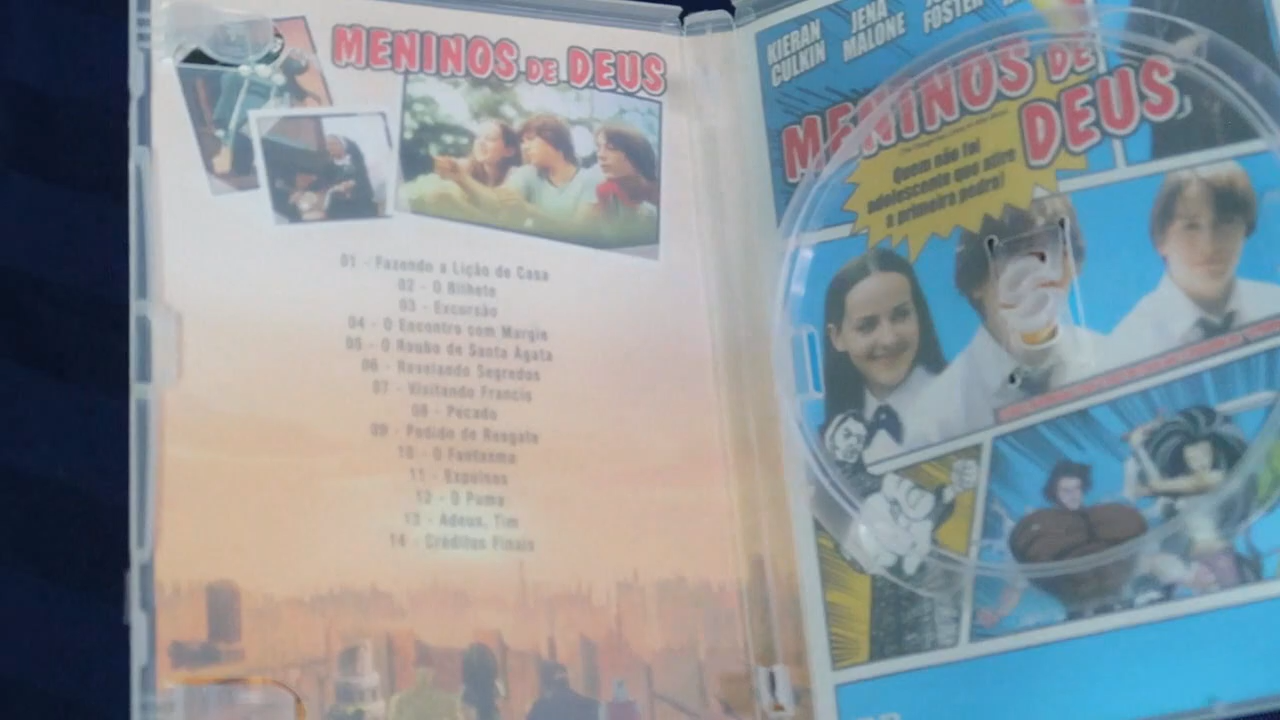 MENINOS DE DEUS
01 - Fazendo a Lição de Casa
02 - O Bilhete
03 - Excursão
04 - O Encontro com Margie
05 - O Roubo de Santa Ágata
06 - Revelando Segredos
07 - Visitando Francis
08 - Pecado
09 - Pedido de Resgate
10 - O Fantasma
11 - Expulsos
12 - O Puma
13 - Adeus, Tim
14 - Créditos Finais
KIERAN
CULKIN
JENA
MALONE
FOSTER
MENINOS DE
DEUS
Quem não foi
adolescente que atire
a primeira pedra!